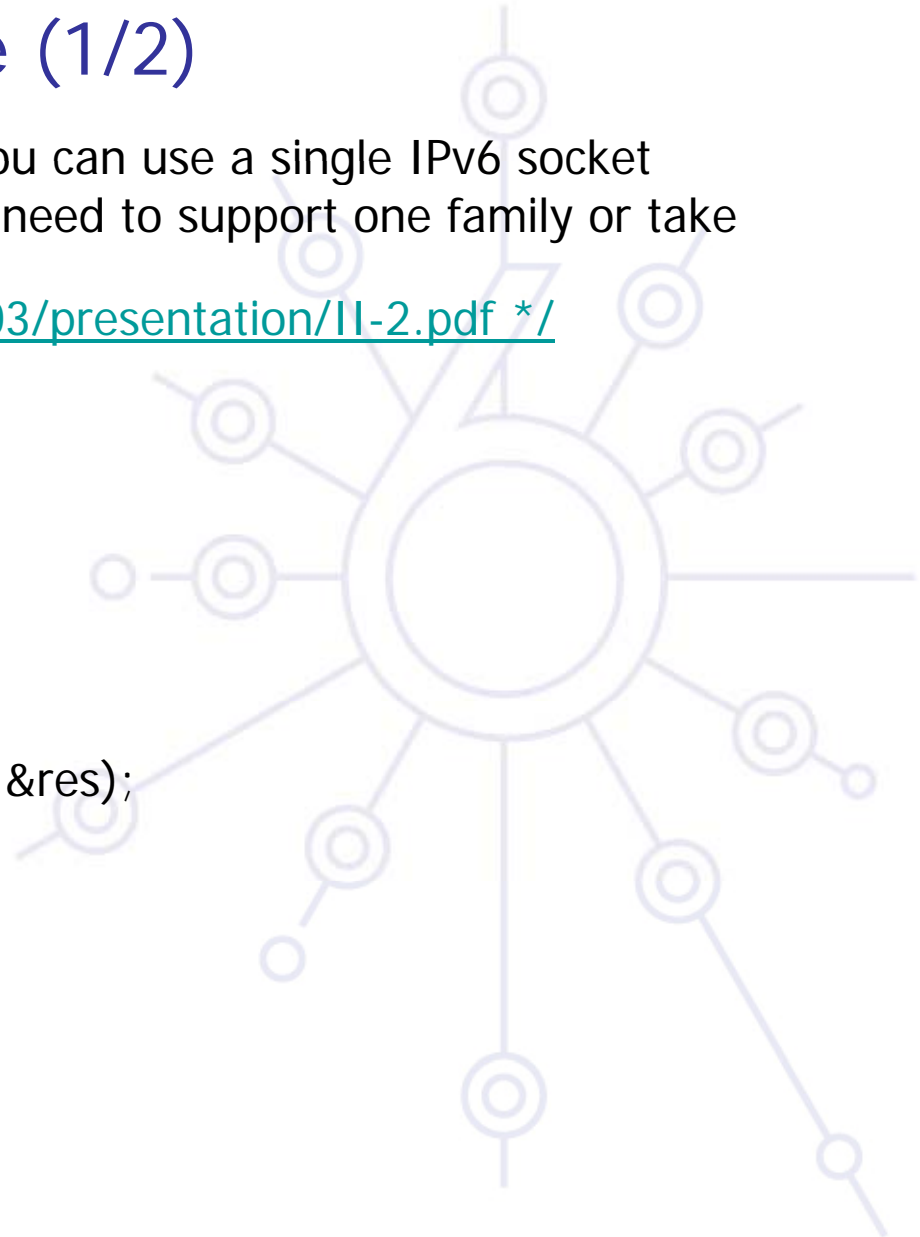 e (1/2)
ou can use a single IPv6 socket
need to support one family or take
03/presentation/II-2.pdf */
&res);